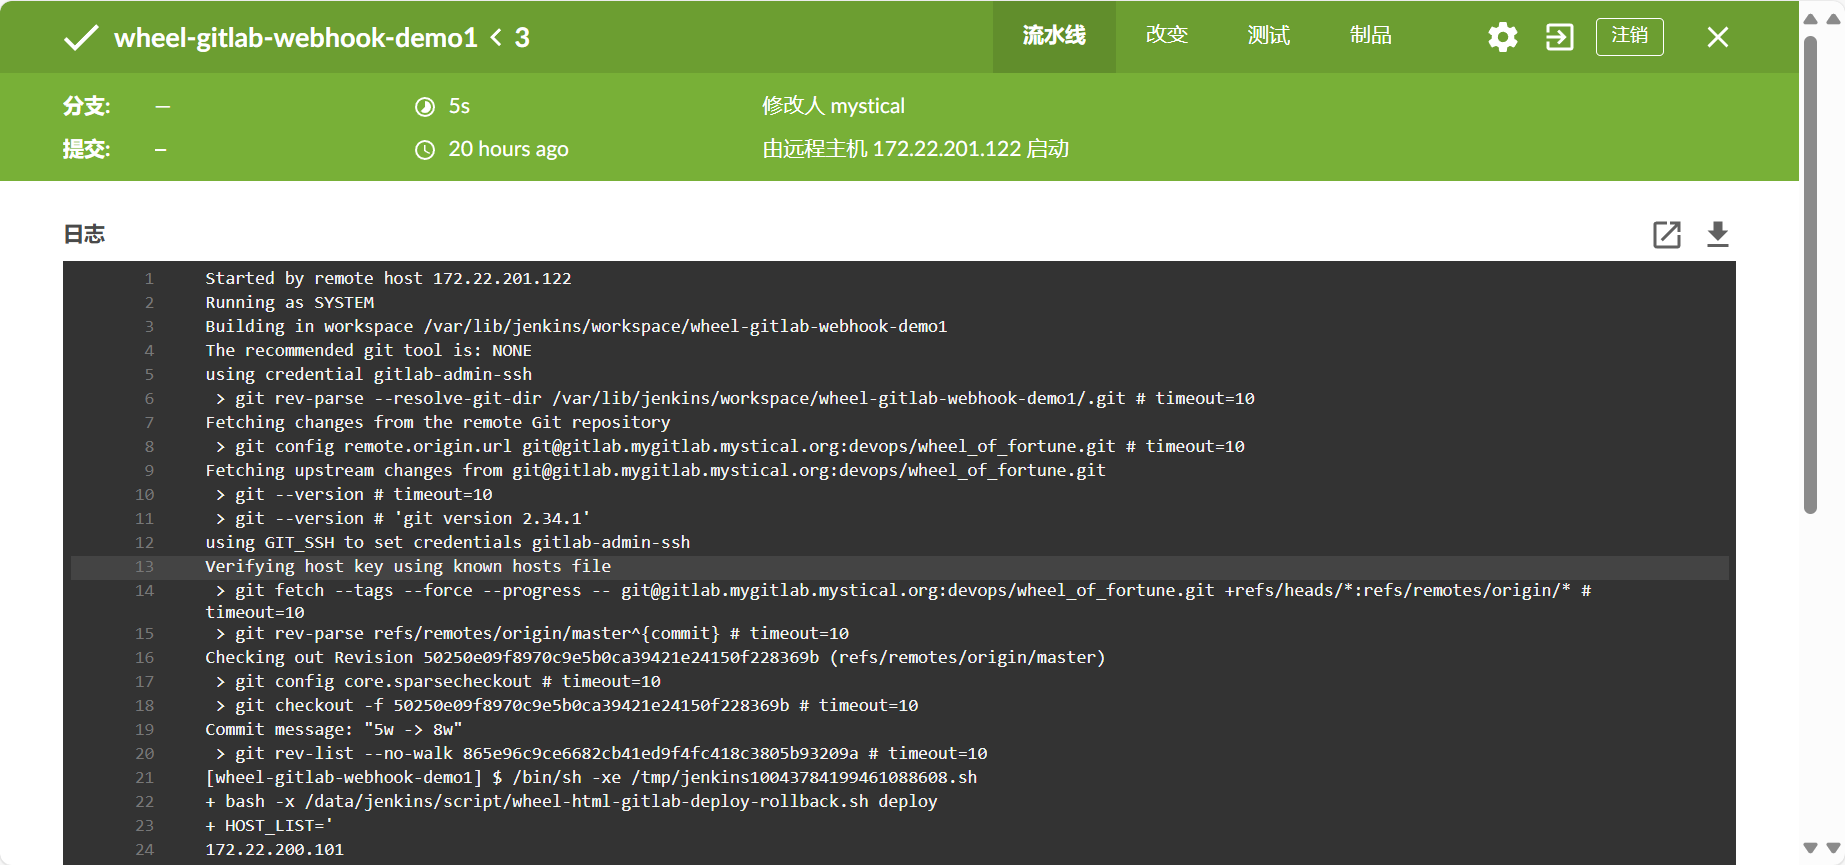 wheel-gitlab-webhook-demo1 < 3
流水线 改变 测试 制品 注销
分支: — 5s 修改人 mystical
提交: – 20 hours ago 由远程主机 172.22.201.122 启动
日志
1 Started by remote host 172.22.201.122
2 Running as SYSTEM
3 Building in workspace /var/lib/jenkins/workspace/wheel-gitlab-webhook-demo1
4 The recommended git tool is: NONE
5 using credential gitlab-admin-ssh
6 > git rev-parse --resolve-git-dir /var/lib/jenkins/workspace/wheel-gitlab-webhook-demo1/.git # timeout=10
7 Fetching changes from the remote Git repository
8 > git config remote.origin.url git@gitlab.mygitlab.mystical.org:devops/wheel_of_fortune.git # timeout=10
9 Fetching upstream changes from git@gitlab.mygitlab.mystical.org:devops/wheel_of_fortune.git
10 > git --version # timeout=10
11 > git --version # 'git version 2.34.1'
12 using GIT_SSH to set credentials gitlab-admin-ssh
13 Verifying host key using known hosts file
14 > git fetch --tags --force --progress -- git@gitlab.mygitlab.mystical.org:devops/wheel_of_fortune.git +refs/heads/*:refs/remotes/origin/* #
timeout=10
15 > git rev-parse refs/remotes/origin/master^{commit} # timeout=10
16 Checking out Revision 50250e09f8970c9e5b0ca39421e24150f228369b (refs/remotes/origin/master)
17 > git config core.sparsecheckout # timeout=10
18 > git checkout -f 50250e09f8970c9e5b0ca39421e24150f228369b # timeout=10
19 Commit message: "5w -> 8w"
20 > git rev-list --no-walk 865e96c9ce6682cb41ed9f4fc418c3805b93209a # timeout=10
21 [wheel-gitlab-webhook-demo1] $ /bin/sh -xe /tmp/jenkins10043784199461088608.sh
22 + bash -x /data/jenkins/script/wheel-html-gitlab-deploy-rollback.sh deploy
23 + HOST_LIST='
24 172.22.200.101